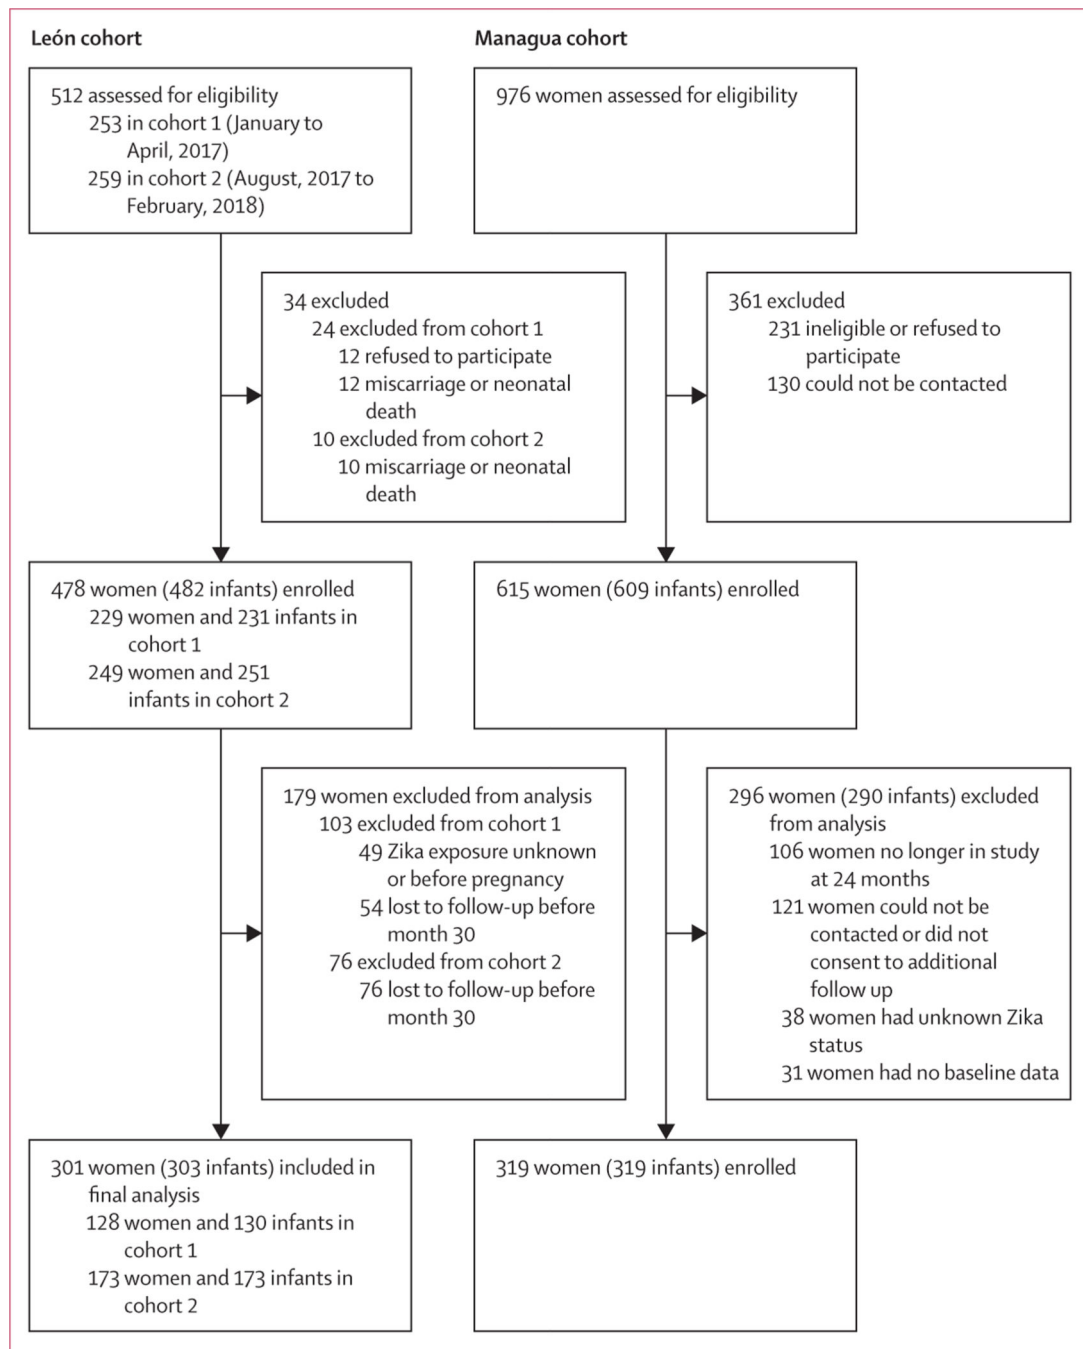 León cohort
512 assessed for eligibility
253 in cohort 1 (January to
April, 2017)
259 in cohort 2 (August, 2017 to
February, 2018)
34 excluded
24 excluded from cohort 1
12 refused to participate
12 miscarriage or neonatal
death
10 excluded from cohort 2
10 miscarriage or neonatal
death
478 women (482 infants) enrolled
229 women and 231 infants in
cohort 1
249 women and 251
infants in cohort 2
179 women excluded from analysis
103 excluded from cohort 1
49 Zika exposure unknown
or before pregnancy
54 lost to follow-up before
month 30
76 excluded from cohort 2
76 lost to follow-up before
month 30
301 women (303 infants) included in
final analysis
128 women and 130 infants in
cohort 1
173 women and 173 infants in
cohort 2
Managua cohort
976 women assessed for eligibility
361 excluded
231 ineligible or refused to
participate
130 could not be contacted
615 women (609 infants) enrolled
296 women (290 infants) excluded
from analysis
106 women no longer in study
at 24 months
121 women could not be
contacted or did not
consent to additional
follow up
38 women had unknown Zika
status
31 women had no baseline data
319 women (319 infants) enrolled